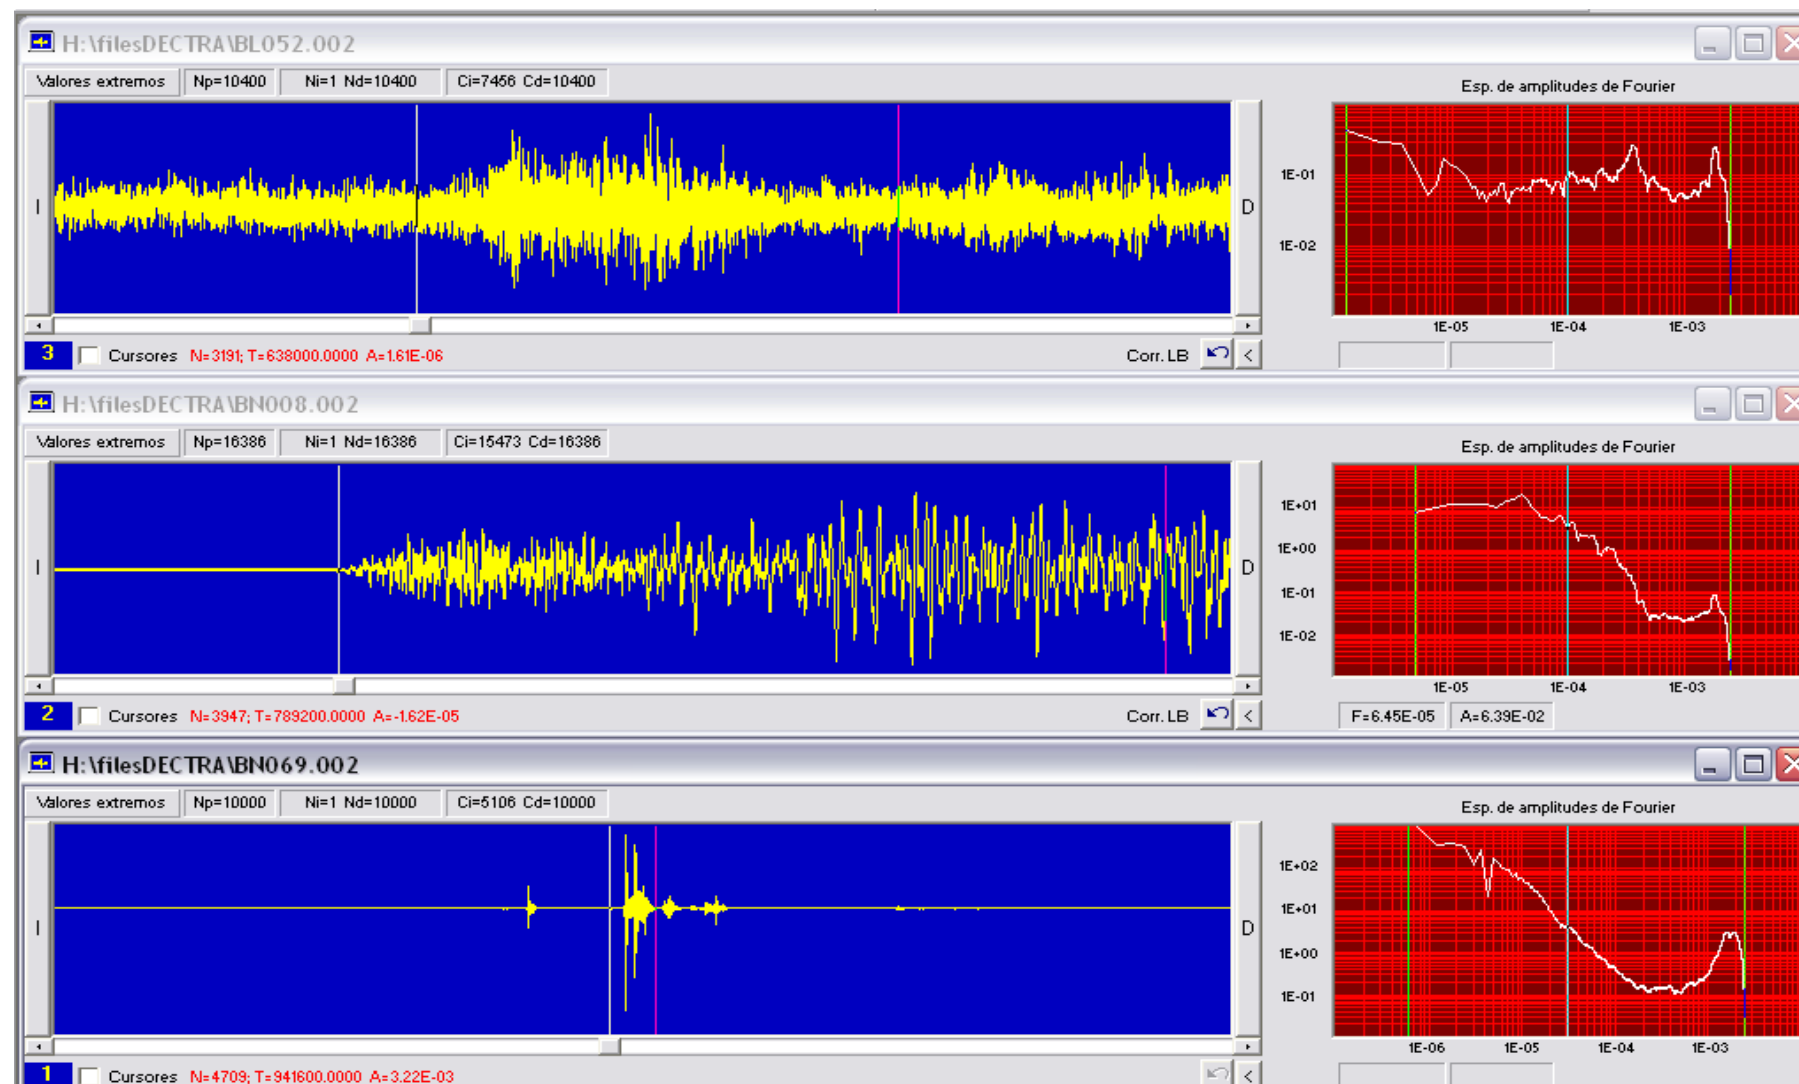 H:\filesDECTRA\BL052.002
Valores extremos Np=10400 Ni=1 Nd=10400 Ci=7456 Cd=10400
Esp. de amplitudes de Fourier
I D
1E-01
1E-02
1E-05 1E-04 1E-03
3 Cursores N=3191; T=638000.0000 A=1.61E-06 Corr. LB <
H:\filesDECTRA\BN008.002
Valores extremos Np=16386 Ni=1 Nd=16386 Ci=15473 Cd=16386
Esp. de amplitudes de Fourier
I D
1E+01
1E+00
1E-01
1E-02
1E-05 1E-04 1E-03
2 Cursores N=3947; T=789200.0000 A=-1.62E-05 Corr. LB < F=6.45E-05 A=6.39E-02
H:\filesDECTRA\BN069.002
Valores extremos Np=10000 Ni=1 Nd=10000 Ci=5106 Cd=10000
Esp. de amplitudes de Fourier
I D
1E+02
1E+01
1E+00
1E-01
1E-06 1E-05 1E-04 1E-03
1 Cursores N=4709; T=941600.0000 A=3.22E-03 <